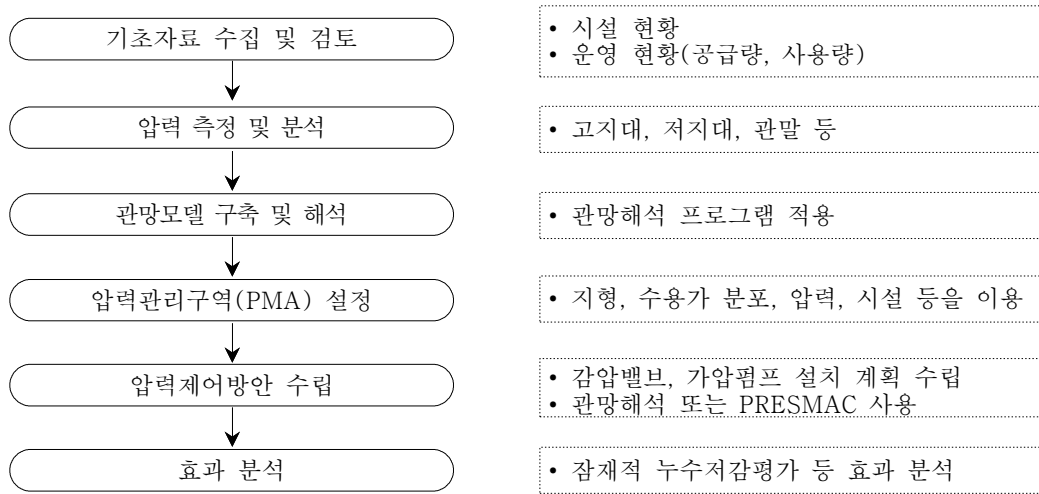 기초자료 수집 및 검토
• 시설 현황
• 운영 현황(공급량, 사용량)
압력 측정 및 분석
• 고지대, 저지대, 관말 등
관망모델 구축 및 해석
• 관망해석 프로그램 적용
압력관리구역(PMA) 설정
• 지형, 수용가 분포, 압력, 시설 등을 이용
압력제어방안 수립
• 감압밸브, 가압펌프 설치 계획 수립
• 관망해석 또는 PRESMAC 사용
효과 분석
• 잠재적 누수저감평가 등 효과 분석